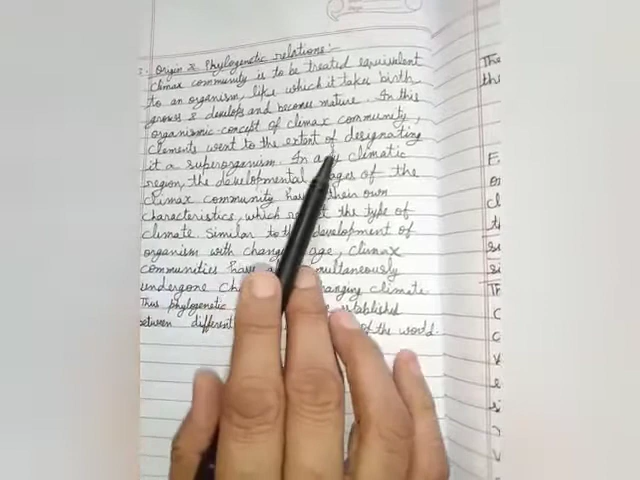 Origin & Phylogenetic relations:-
Climax community is to be treated equivalent
to an organism, like which it takes birth
grows & develops and becomes mature. In this
organismic concept of climax community,
Clements went to the extent of designating
it a superorganism. In any climatic
region, the developmental stages of the
climax community have their own
characteristics, which the type of
climate. Similar to the development of
organism with change age, climax
communities have simultaneously
undergone changing climate.
Thus phylogenetic established
between different of the world.
The
the